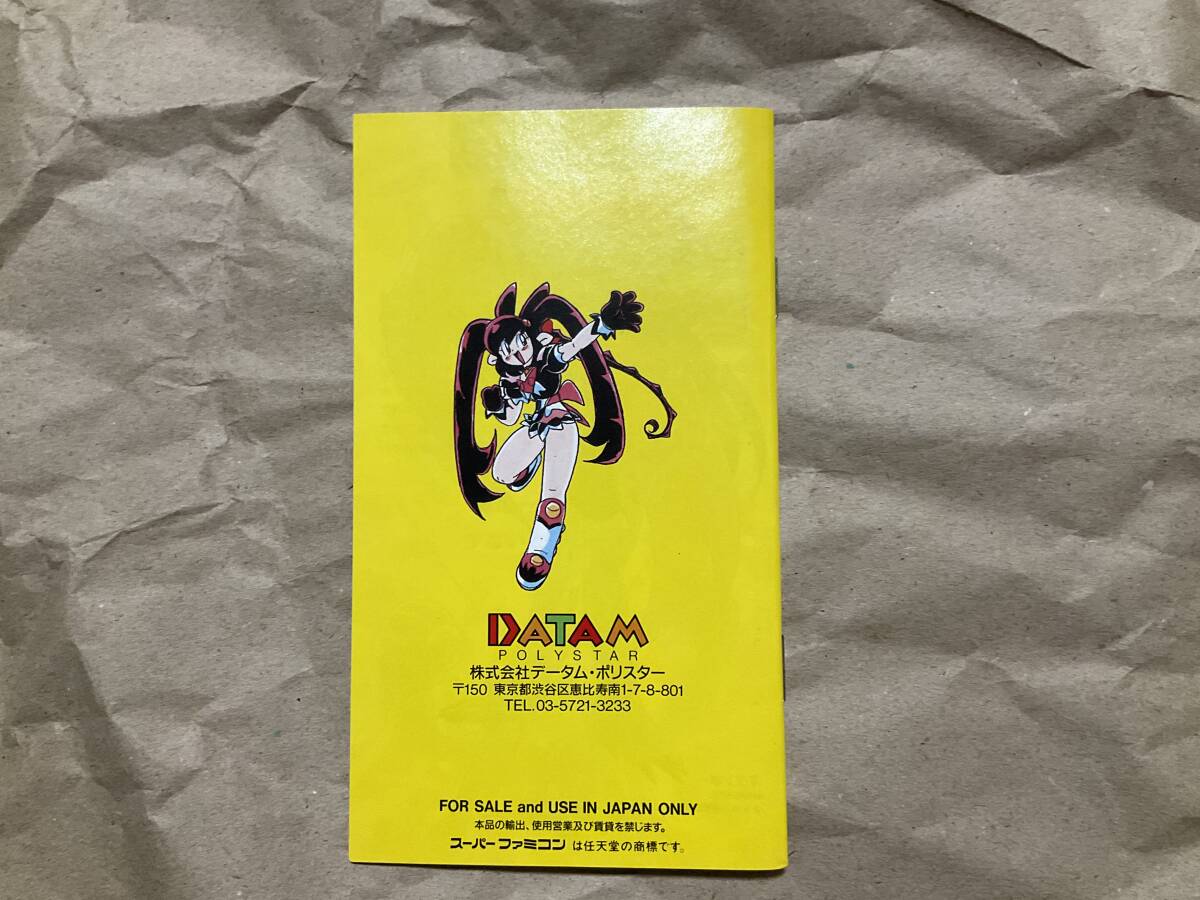 DATAM
POLYSTAR
株式会社データム・ポリスター
〒150 東京都渋谷区恵比寿南1-7-8-801
TEL.03-5721-3233
FOR SALE and USE IN JAPAN ONLY
本品の輸出、使用営業及び賃貸を禁じます。
スーパーファミコン は任天堂の商標です。